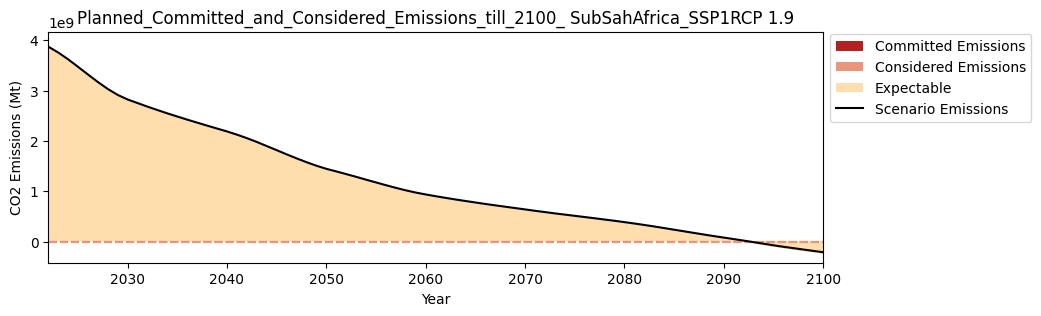 Planned_Committed_and_Considered_Emissions_till_2100_ SubSahAfrica_SSP1RCP 1.9
1e9
4
3
2
1
0
CO2 Emissions (Mt)
2030 2040 2050 2060 2070 2080 2090 2100
Year
Committed Emissions
Considered Emissions
Expectable
Scenario Emissions